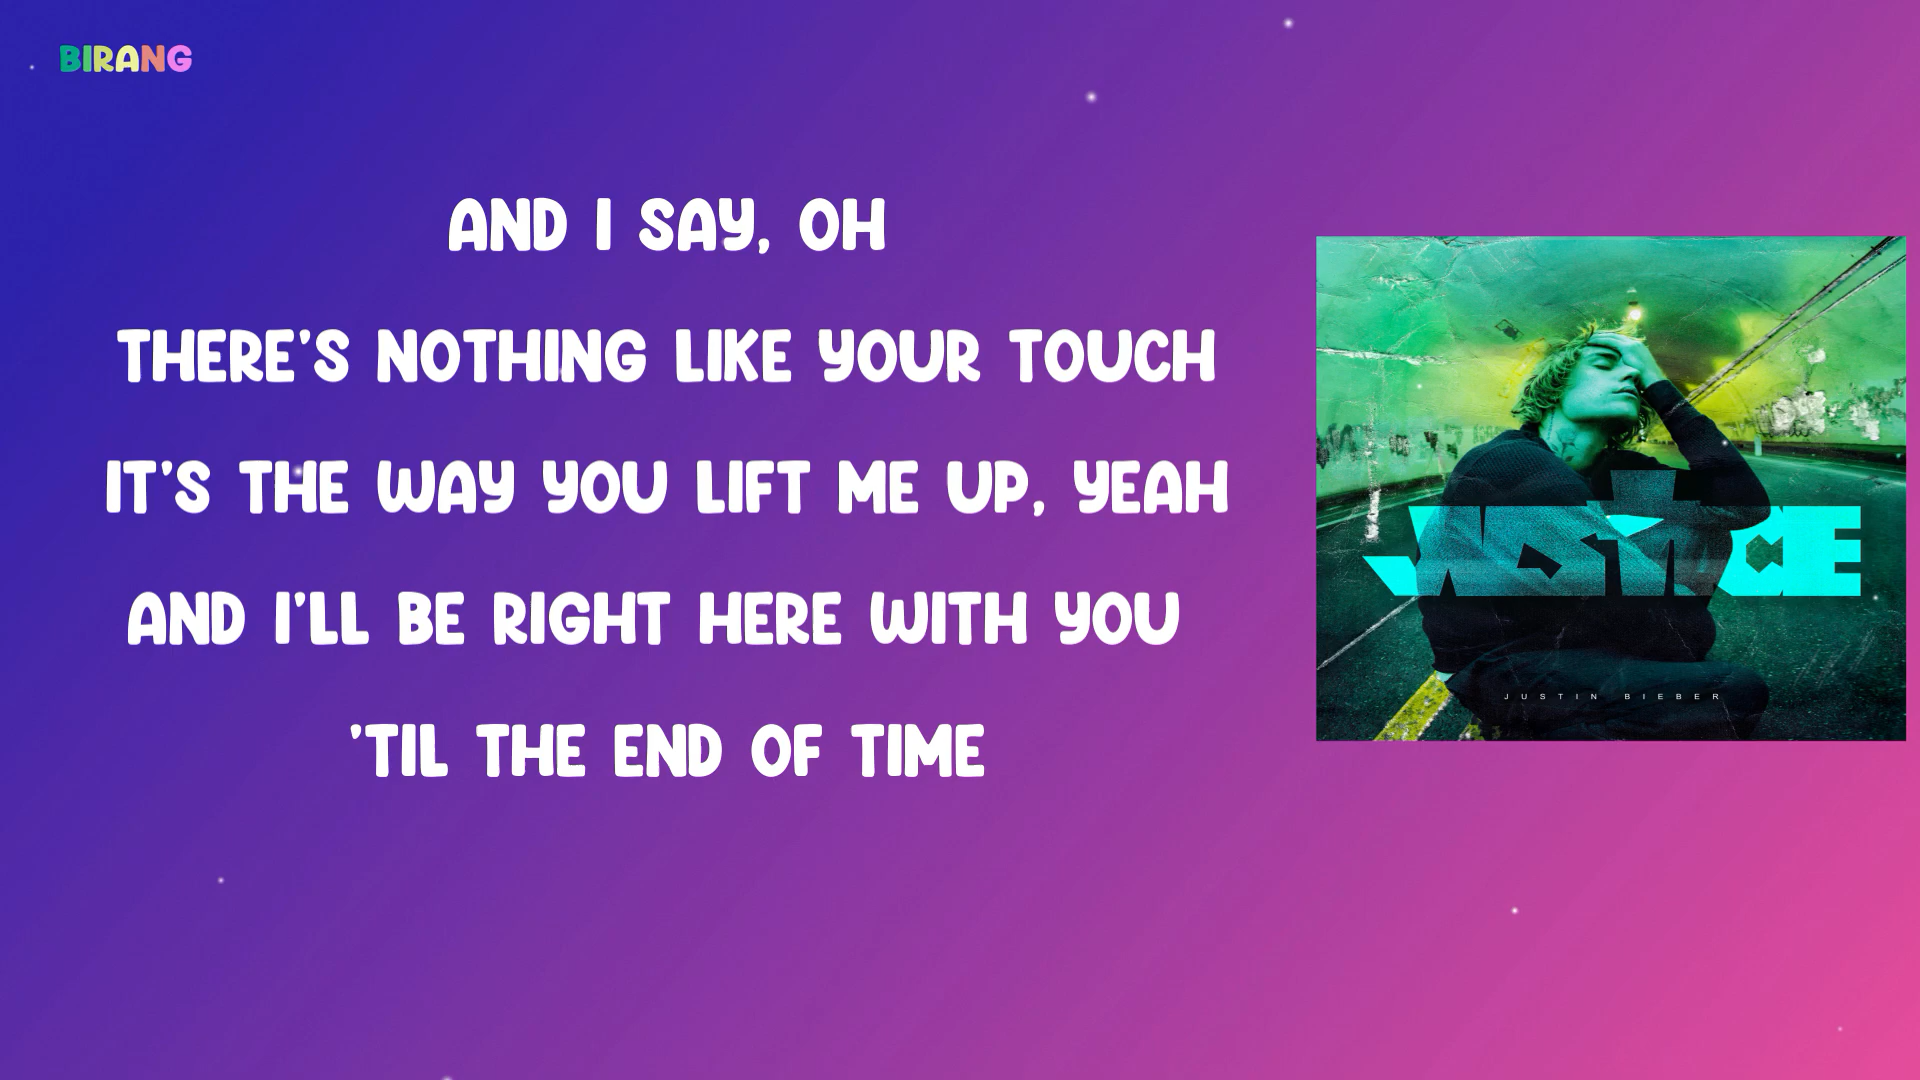 BIRANG
AND I SAY, OH
THERE'S NOTHING LIKE YOUR TOUCH
IT'S THE WAY YOU LIFT ME UP, YEAH
AND I'LL BE RIGHT HERE WITH YOU
'TIL THE END OF TIME
JUSTICE
JUSTIN BIEBER